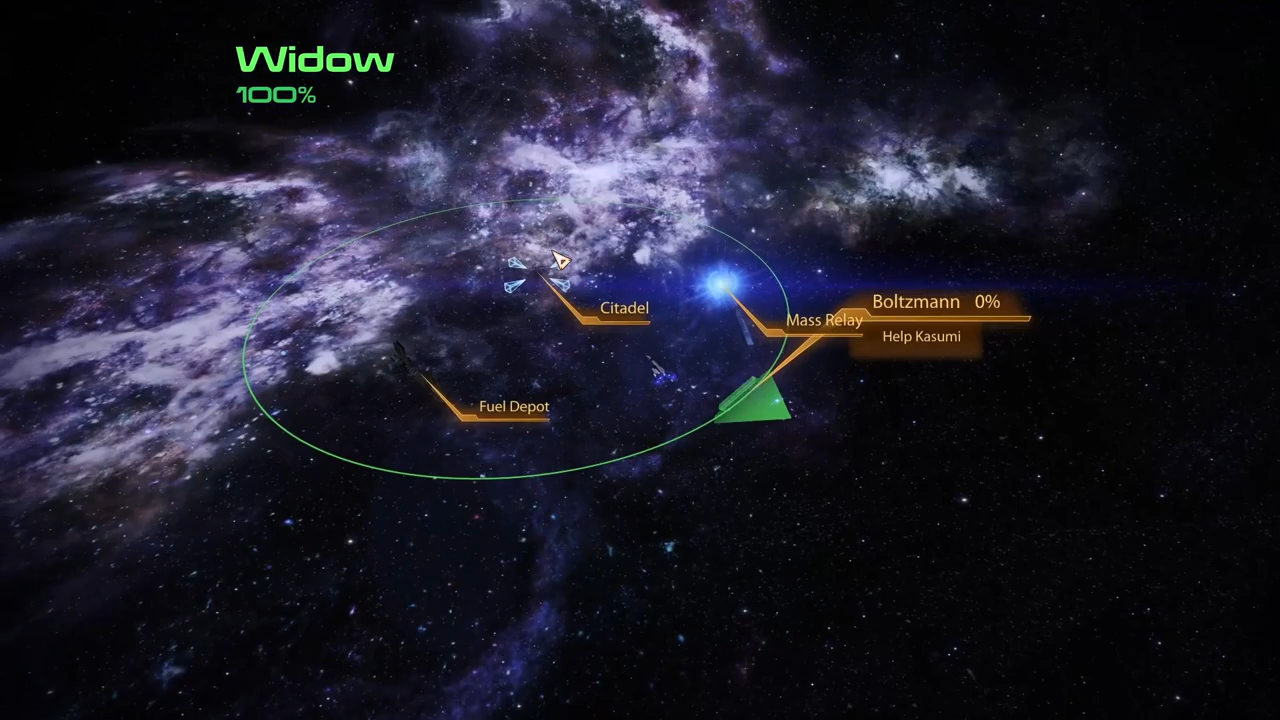 Widow
100%
Citadel
Boltzmann 0%
Mass Relay
Help Kasumi
Fuel Depot